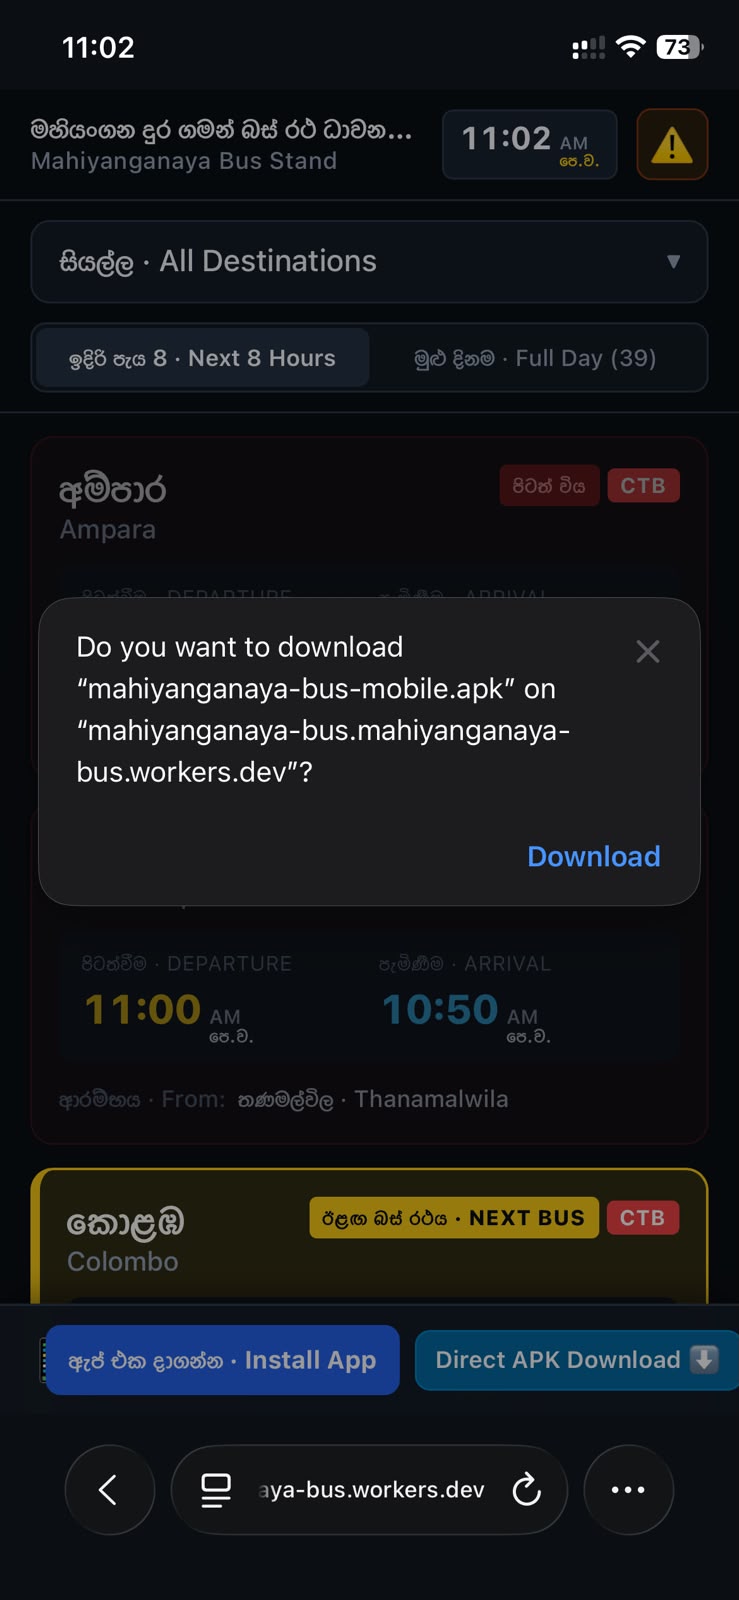 11:02
73
මහියංගන දුර ගමන් බස් රථ ධාවන...
Mahiyanganaya Bus Stand
11:02 AM
පෙ.ව.
සියල්ල · All Destinations ▼
ඉදිරි පැය 8 · Next 8 Hours
මුළු දිනම · Full Day (39)
අම්පාර
පිටත් විය
CTB
Ampara
පිටත්වීම · DEPARTURE
පැමිණීම · ARRIVAL
Do you want to download
“mahiyanganaya-bus-mobile.apk” on
“mahiyanganaya-bus.mahiyanganaya-
bus.workers.dev”?
Download
පිටත්වීම · DEPARTURE
පැමිණීම · ARRIVAL
11:00 AM
පෙ.ව.
10:50 AM
පෙ.ව.
ආරම්භය · From: තණමල්විල · Thanamalwila
කොළඹ
ඊළඟ බස් රථය · NEXT BUS
CTB
Colombo
ඇප් එක දාගන්න · Install App
Direct APK Download
aya-bus.workers.dev